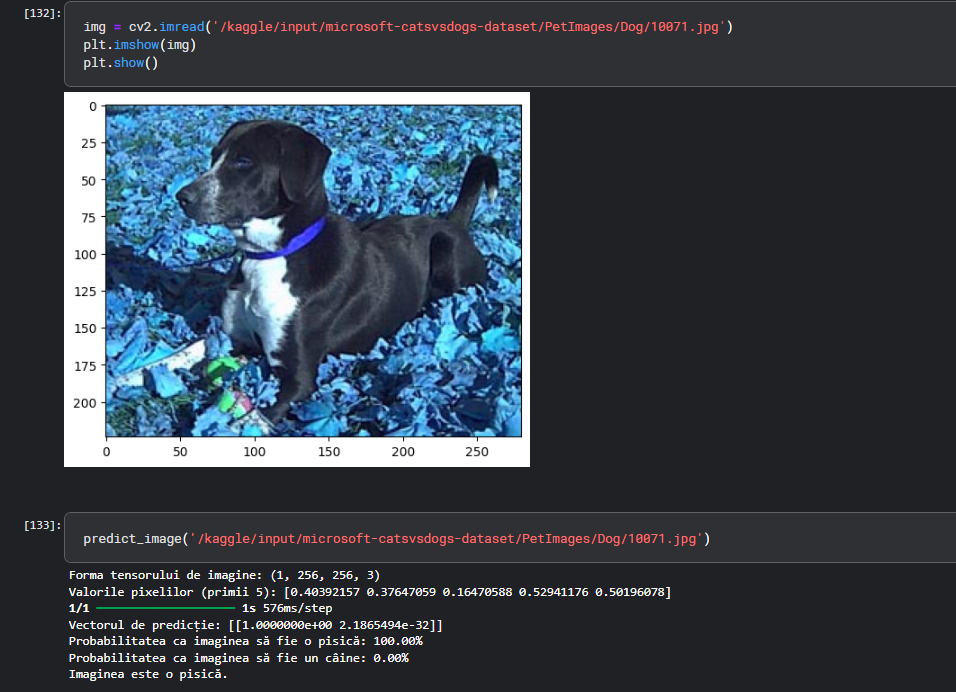 [132]:
img = cv2.imread('/kaggle/input/microsoft-catsvsdogs-dataset/PetImages/Dog/10071.jpg')
plt.imshow(img)
plt.show()
0
25
50
75
100
125
150
175
200
0 50 100 150 200 250
[133]:
predict_image('/kaggle/input/microsoft-catsvsdogs-dataset/PetImages/Dog/10071.jpg')
Forma tensorului de imagine: (1, 256, 256, 3)
Valorile pixelilor (primii 5): [0.40392157 0.37647059 0.16470588 0.52941176 0.50196078]
1/1 1s 576ms/step
Vectorul de predicție: [[1.0000000e+00 2.1865494e-32]]
Probabilitatea ca imaginea să fie o pisică: 100.00%
Probabilitatea ca imaginea să fie un câine: 0.00%
Imaginea este o pisică.